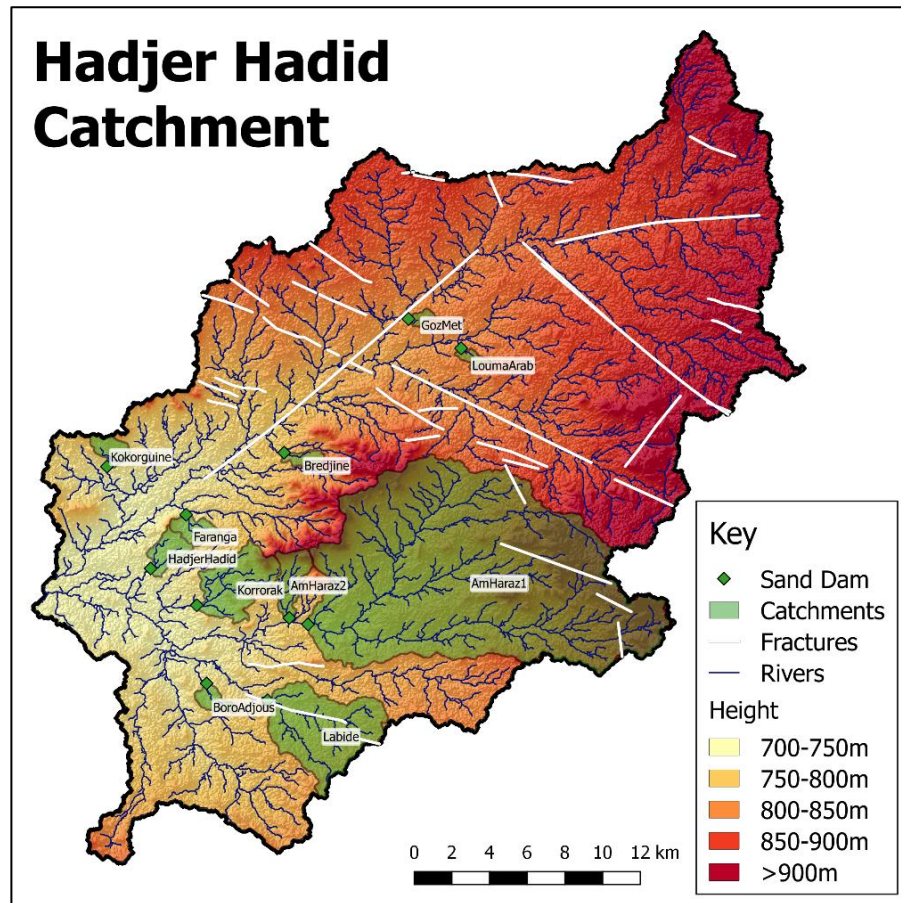 Hadjer Hadid
Catchment
GozMet
LoumaArab
Kokorguine
Bredjine
Faranga
HadjerHadid
Korrorak
AmHaraz2
AmHaraz1
BoroAdjous
Labide
Key
Sand Dam
Catchments
Fractures
Rivers
Height
700-750m
750-800m
800-850m
850-900m
>900m
0 2 4 6 8 10 12 km